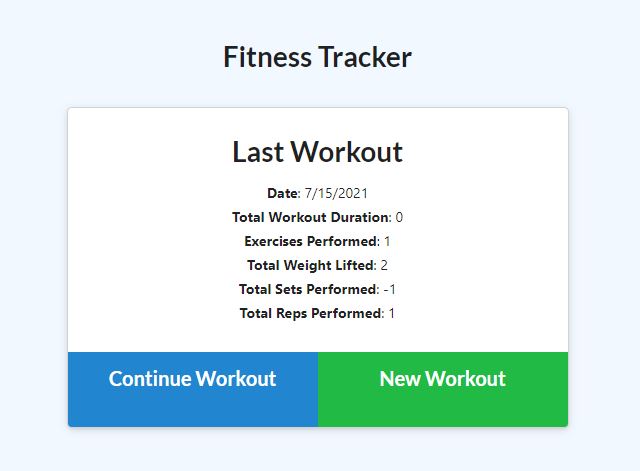 Fitness Tracker
Last Workout
Date: 7/15/2021
Total Workout Duration: 0
Exercises Performed: 1
Total Weight Lifted: 2
Total Sets Performed: -1
Total Reps Performed: 1
Continue Workout
New Workout